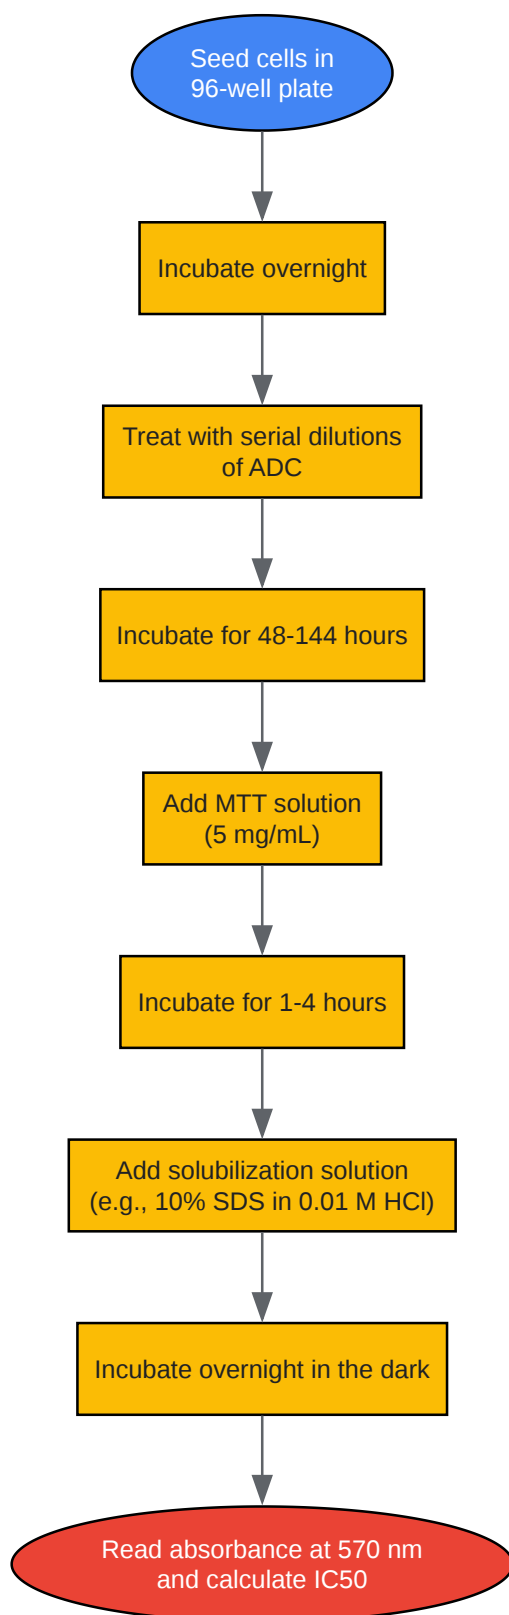 Seed cells in
96-well plate
Incubate overnight
Treat with serial dilutions
of ADC
Incubate for 48-144 hours
Add MTT solution
(5 mg/mL)
Incubate for 1-4 hours
Add solubilization solution
(e.g., 10% SDS in 0.01 M HCl)
Incubate overnight in the dark
Read absorbance at 570 nm
and calculate IC50